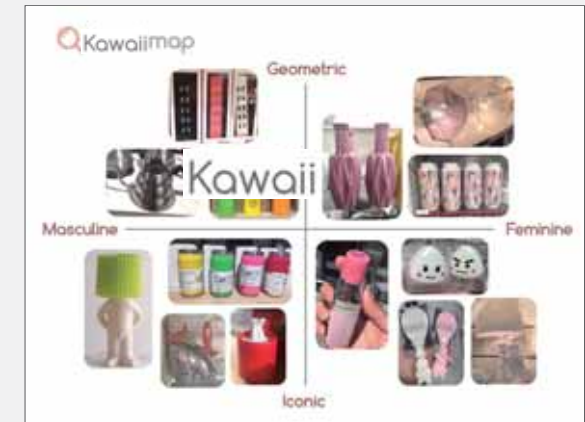 Kawaiimap
Geometric
Kawaii
Masculine
Feminine
Iconic